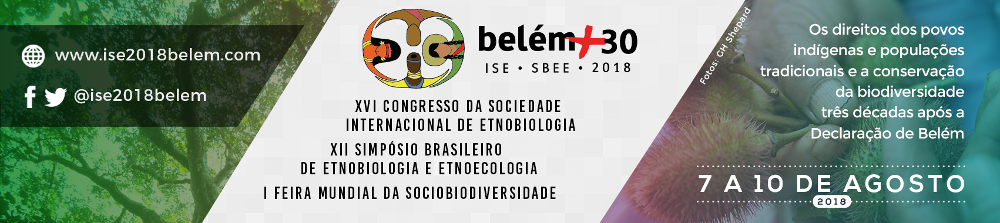 www.ise2018belem.com
@ise2018belem
belém+30
ISE • SBEE • 2018
XVI CONGRESSO DA SOCIEDADE
INTERNACIONAL DE ETNOBIOLOGIA
XII SIMPÓSIO BRASILEIRO
DE ETNOBIOLOGIA E ETNOECOLOGIA
I FEIRA MUNDIAL DA SOCIOBIODIVERSIDADE
Fotos: GH Shepard
Os direitos dos povos
indígenas e populações
tradicionais e a conservação
da biodiversidade
três décadas após a
Declaração de Belém
7 A 10 DE AGOSTO
2018